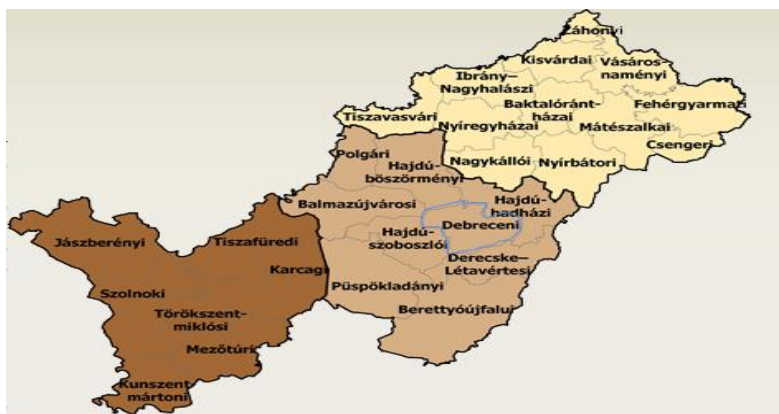 Záhonyi
Kisvárdai
Vásáros-
naményi
Ibrány–
Nagyhalászi
Baktalóránt-
házai
Fehérgyarmati
Tiszavasvári
Nyíregyházai
Mátészalkai
Csengeri
Nagykállói
Nyírbátori
Polgári
Hajdú-
böszörményi
Balmazújvárosi
Hajdú-
hadházi
Debreceni
Hajdú-
szoboszlói
Derecske–
Létavértesi
Püspökladányi
Berettyóújfalui
Jászberényi
Tiszafüredi
Karcagi
Szolnoki
Törökszent-
miklósi
Mezőtúri
Kunszent
mártoni